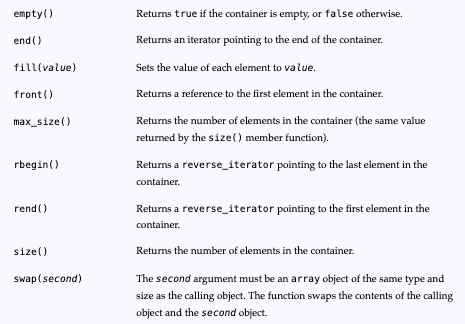 empty() Returns true if the container is empty, or false otherwise.
end() Returns an iterator pointing to the end of the container.
fill(value) Sets the value of each element to value.
front() Returns a reference to the first element in the container.
max_size() Returns the number of elements in the container (the same value
returned by the size() member function).
rbegin() Returns a reverse_iterator pointing to the last element in the
container.
rend() Returns a reverse_iterator pointing to the first element in the
container.
size() Returns the number of elements in the container.
swap(second) The second argument must be an array object of the same type and
size as the calling object. The function swaps the contents of the calling
object and the second object.